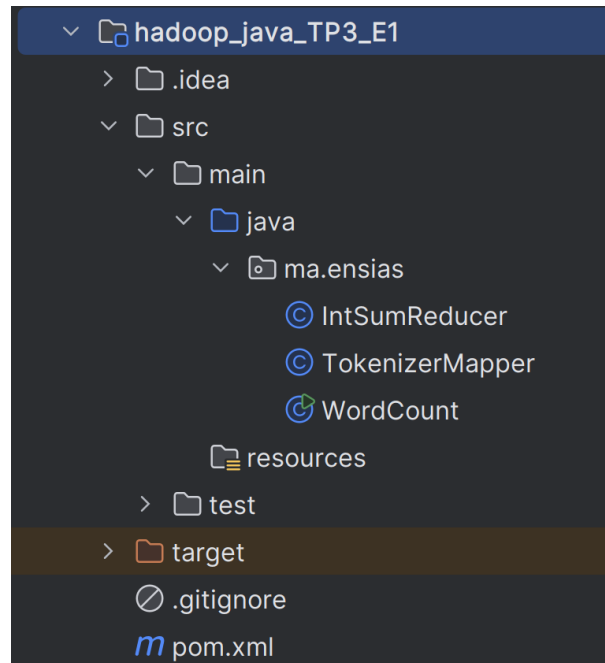 hadoop_java_TP3_E1
.idea
src
main
java
ma.ensias
IntSumReducer
TokenizerMapper
WordCount
resources
test
target
.gitignore
pom.xml